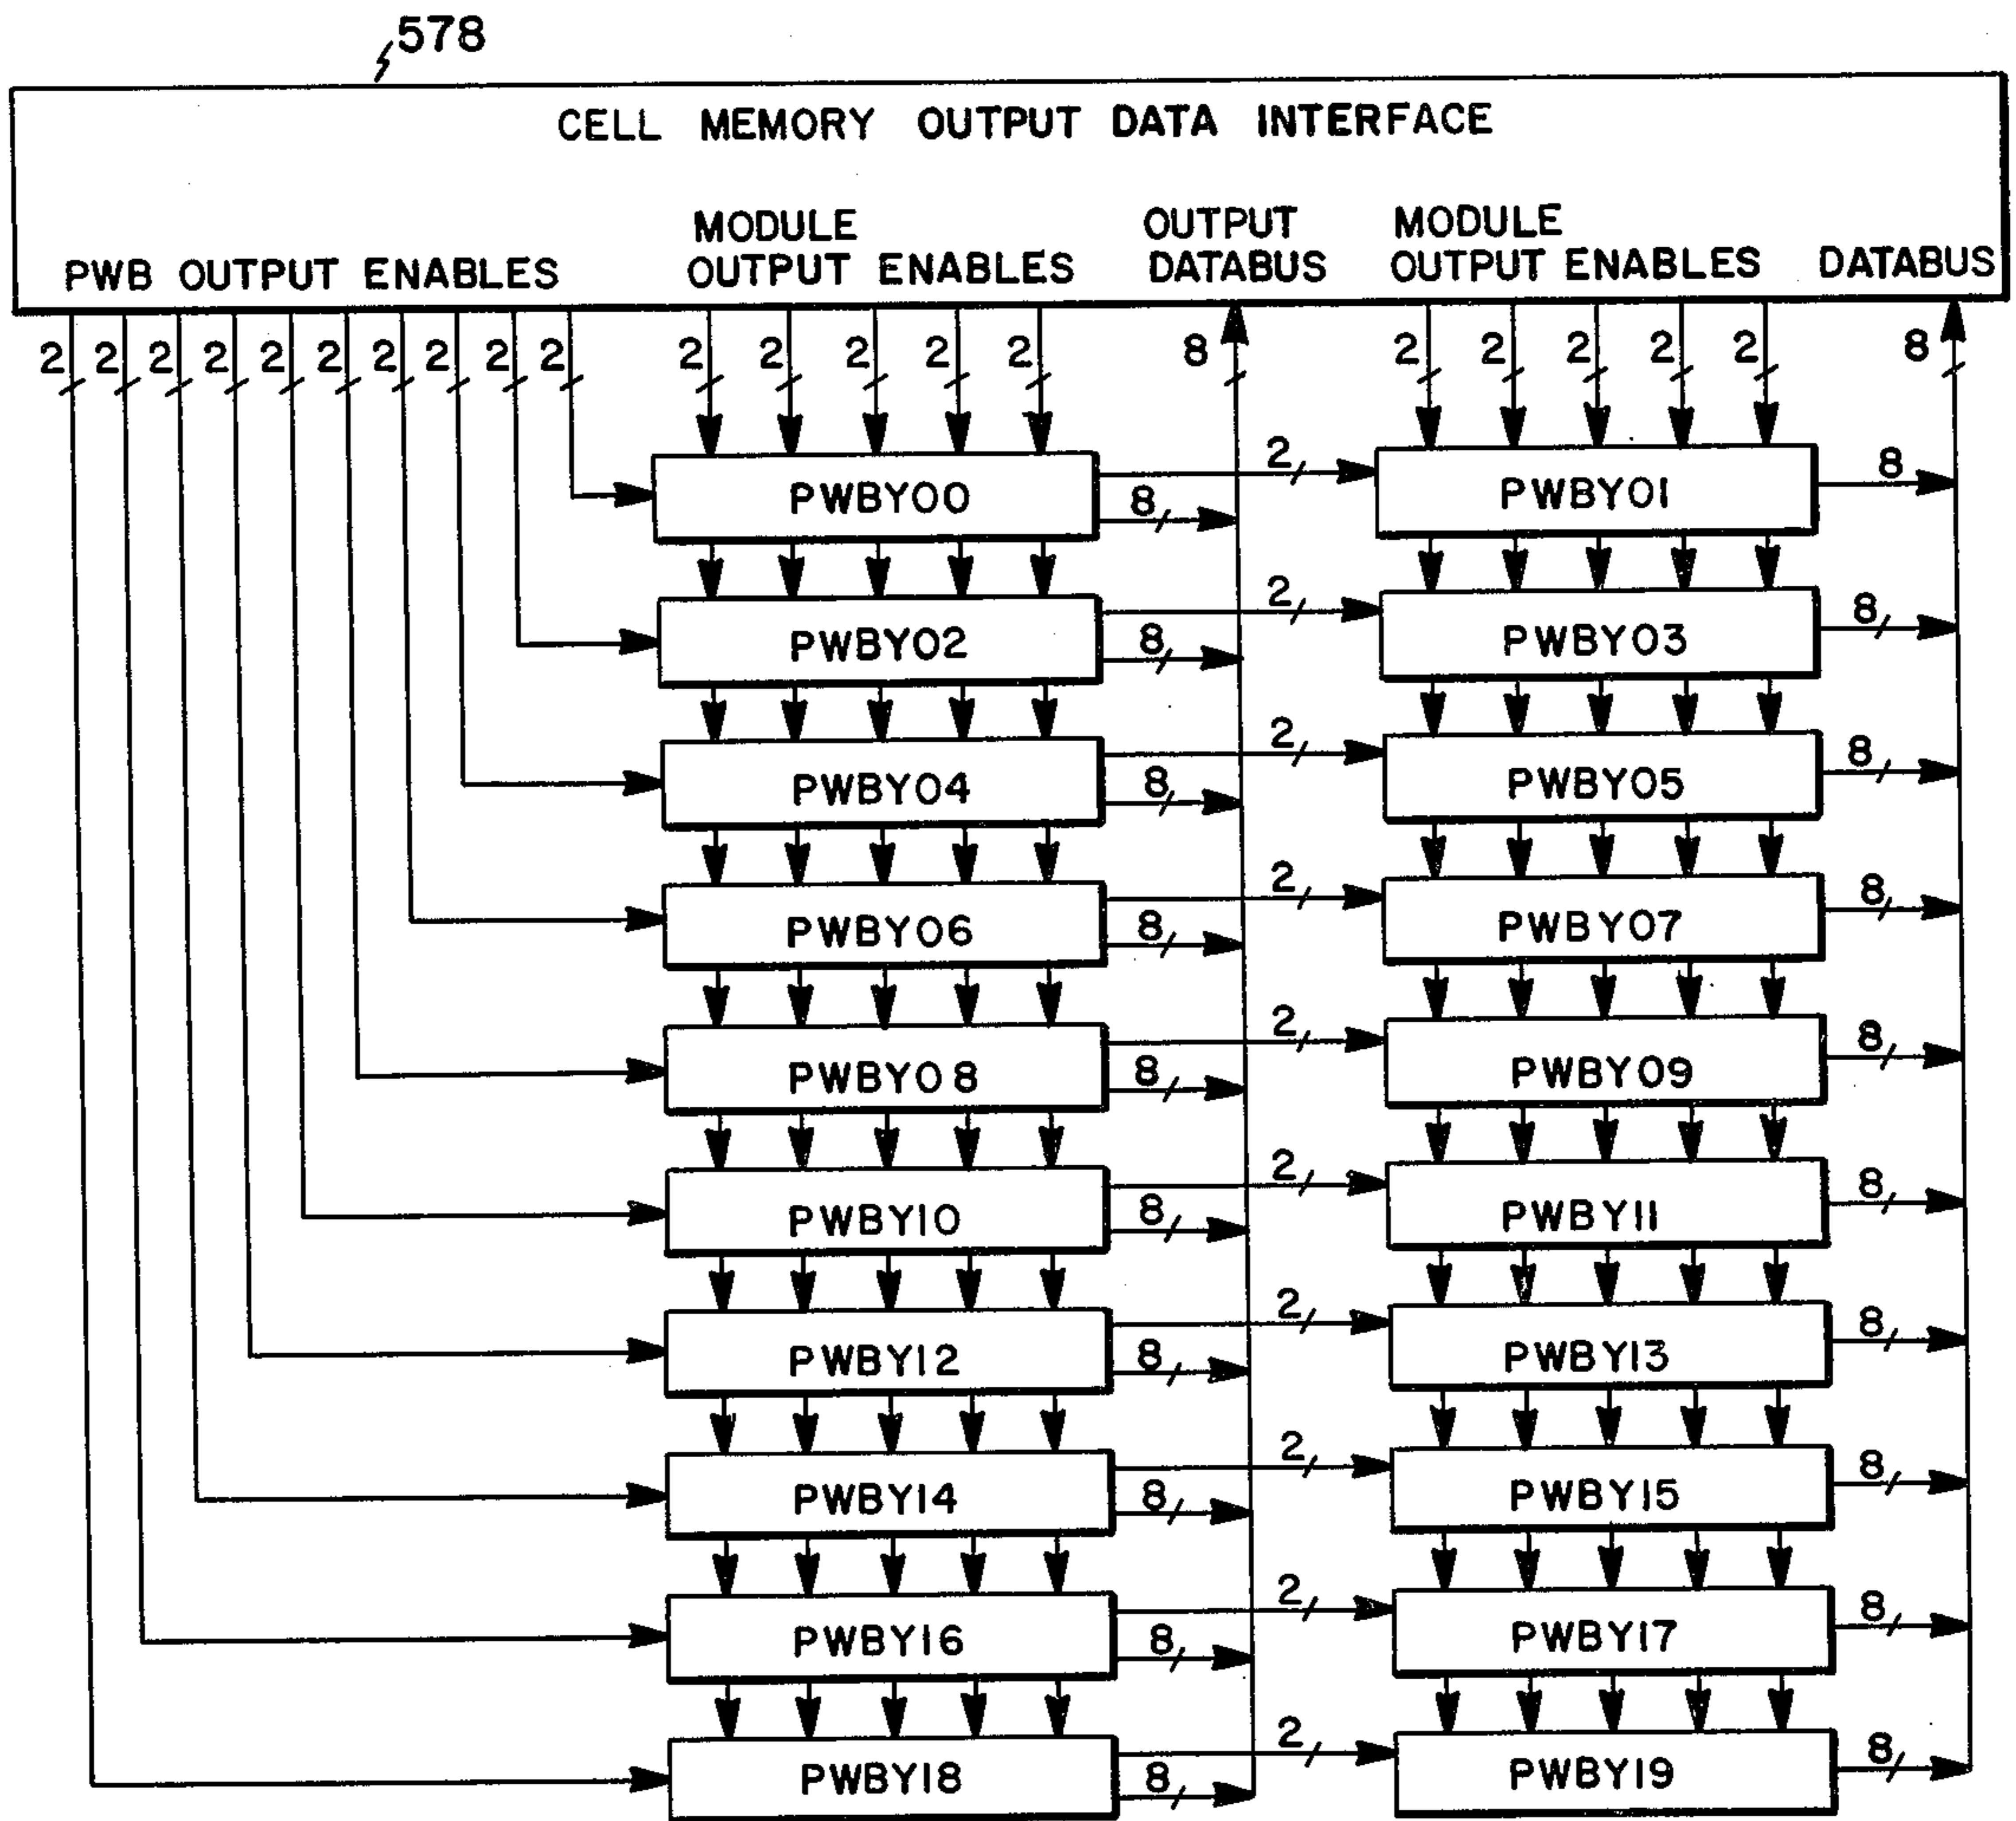 578
CELL MEMORY OUTPUT DATA INTERFACE
PWB OUTPUT ENABLES
MODULE
OUTPUT ENABLES
OUTPUT
DATABUS
MODULE
OUTPUT ENABLES
DATABUS
2 2 2 2 2 2 2 2 2 2 2 2 2 2 2 8 2 2 2 2 2 8
PWBY00 2 8 PWBY01 8
PWBY02 2 8 PWBY03 8
PWBY04 2 8 PWBY05 8
PWBY06 2 8 PWBY07 8
PWBY08 2 8 PWBY09 8
PWBY10 2 8 PWBY11 8
PWBY12 2 8 PWBY13 8
PWBY14 2 8 PWBY15 8
PWBY16 2 8 PWBY17 8
PWBY18 2 8 PWBY19 8